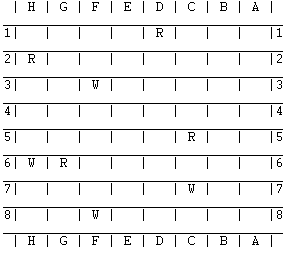 | H | G | F | E | D | C | B | A |
1| | | | | R | | | |1
2| R | | | | | | | |2
3| | | W | | | | | |3
4| | | | | | | | |4
5| | | | | | R | | |5
6| W | R | | | | | | |6
7| | | | | | W | | |7
8| | | W | | | | | |8
| H | G | F | E | D | C | B | A |